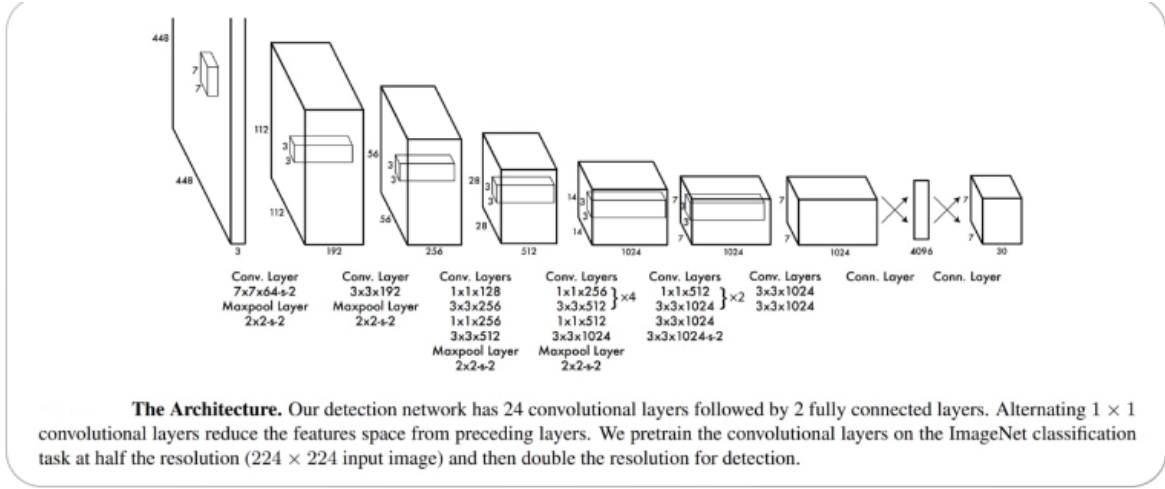 448
7
7
448
3
112
3
3
112
192
56
3
3
56
256
28
3
3
28
512
14
3
3
14
1024
7
3
3
7
1024
7
7
1024
4096
7
7
30
Conv. Layer
7x7x64-s-2
Maxpool Layer
2x2-s-2
Conv. Layer
3x3x192
Maxpool Layer
2x2-s-2
Conv. Layers
1x1x128
3x3x256
1x1x256
3x3x512
Maxpool Layer
2x2-s-2
Conv. Layers
1x1x256
3x3x512 }×4
1x1x512
3x3x1024
Maxpool Layer
2x2-s-2
Conv. Layers
1x1x512
3x3x1024 }×2
3x3x1024
3x3x1024-s-2
Conv. Layers
3x3x1024
3x3x1024
Conn. Layer
Conn. Layer
The Architecture. Our detection network has 24 convolutional layers followed by 2 fully connected layers. Alternating 1 × 1
convolutional layers reduce the features space from preceding layers. We pretrain the convolutional layers on the ImageNet classification
task at half the resolution (224 × 224 input image) and then double the resolution for detection.